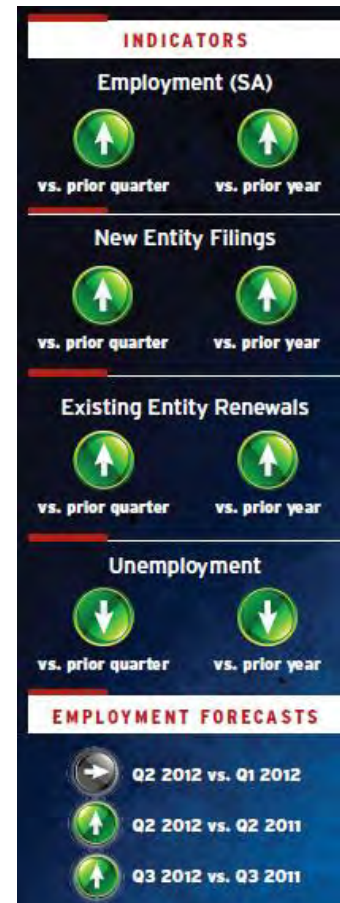 INDICATORS
Employment (SA)
vs. prior quarter vs. prior year
New Entity Filings
vs. prior quarter vs. prior year
Existing Entity Renewals
vs. prior quarter vs. prior year
Unemployment
vs. prior quarter vs. prior year
EMPLOYMENT FORECASTS
Q2 2012 vs. Q1 2012
Q2 2012 vs. Q2 2011
Q3 2012 vs. Q3 2011